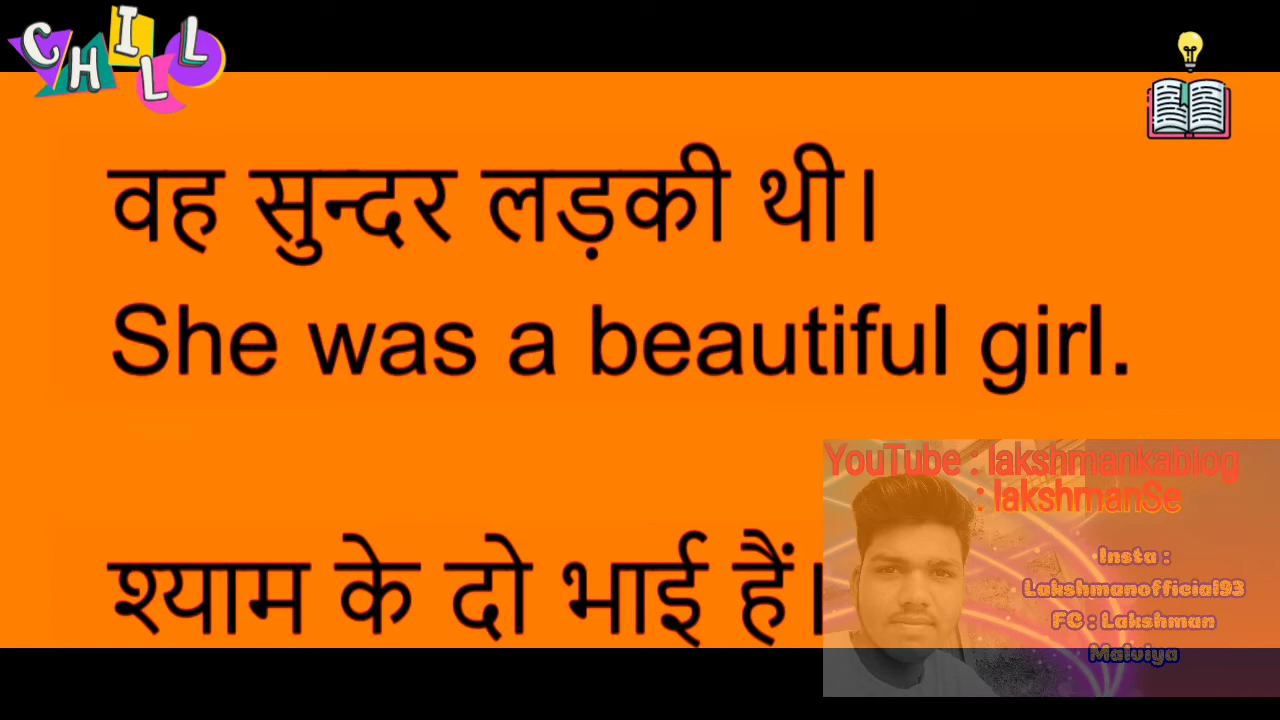 CHILL
वह सुन्दर लड़की थी।
She was a beautiful girl.
YouTube : lakshmankablog
: lakshmanSe
Insta :
Lakshmanofficial93
FC : Lakshman
Malviya
श्याम के दो भाई हैं।